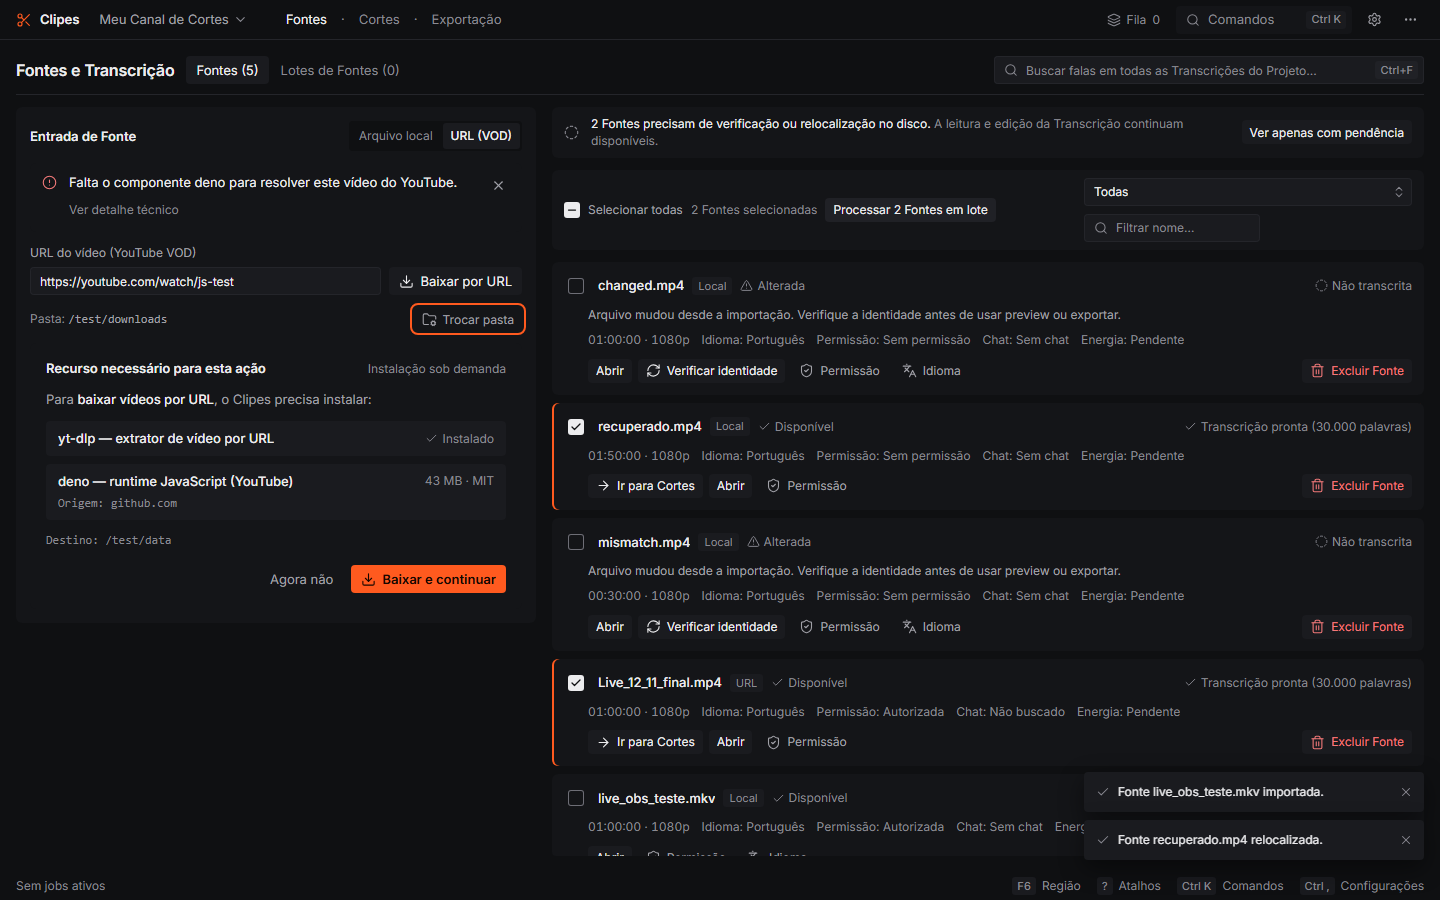 Clipes
Meu Canal de Cortes
Fontes · Cortes · Exportação
Fila 0
Comandos Ctrl K
Fontes e Transcrição
Fontes (5)
Lotes de Fontes (0)
Buscar falas em todas as Transcrições do Projeto... Ctrl+F
Entrada de Fonte
Arquivo local
URL (VOD)
Falta o componente deno para resolver este vídeo do YouTube.
Ver detalhe técnico
URL do vídeo (YouTube VOD)
https://youtube.com/watch/js-test
Baixar por URL
Pasta: /test/downloads
Trocar pasta
Recurso necessário para esta ação
Instalação sob demanda
Para baixar vídeos por URL, o Clipes precisa instalar:
yt-dlp — extrator de vídeo por URL
Instalado
deno — runtime JavaScript (YouTube)
43 MB · MIT
Origem: github.com
Destino: /test/data
Agora não
Baixar e continuar
2 Fontes precisam de verificação ou relocalização no disco. A leitura e edição da Transcrição continuam
disponíveis.
Ver apenas com pendência
Selecionar todas
2 Fontes selecionadas
Processar 2 Fontes em lote
Todas
Filtrar nome...
changed.mp4 Local Alterada
Não transcrita
Arquivo mudou desde a importação. Verifique a identidade antes de usar preview ou exportar.
01:00:00 · 1080p Idioma: Português Permissão: Sem permissão Chat: Sem chat Energia: Pendente
Abrir Verificar identidade Permissão Idioma
Excluir Fonte
recuperado.mp4 Local Disponível
Transcrição pronta (30.000 palavras)
01:50:00 · 1080p Idioma: Português Permissão: Sem permissão Chat: Sem chat Energia: Pendente
Ir para Cortes Abrir Permissão
Excluir Fonte
mismatch.mp4 Local Alterada
Não transcrita
Arquivo mudou desde a importação. Verifique a identidade antes de usar preview ou exportar.
00:30:00 · 1080p Idioma: Português Permissão: Sem permissão Chat: Sem chat Energia: Pendente
Abrir Verificar identidade Permissão Idioma
Excluir Fonte
Live_12_11_final.mp4 URL Disponível
Transcrição pronta (30.000 palavras)
01:00:00 · 1080p Idioma: Português Permissão: Autorizada Chat: Não buscado Energia: Pendente
Ir para Cortes Abrir Permissão
Excluir Fonte
live_obs_teste.mkv Local Disponível
01:00:00 · 1080p Idioma: Português Permissão: Autorizada Chat: Sem chat
Abrir Permissão Idioma
Fonte live_obs_teste.mkv importada.
Fonte recuperado.mp4 relocalizada.
Sem jobs ativos
F6 Região ? Atalhos Ctrl K Comandos Ctrl , Configurações